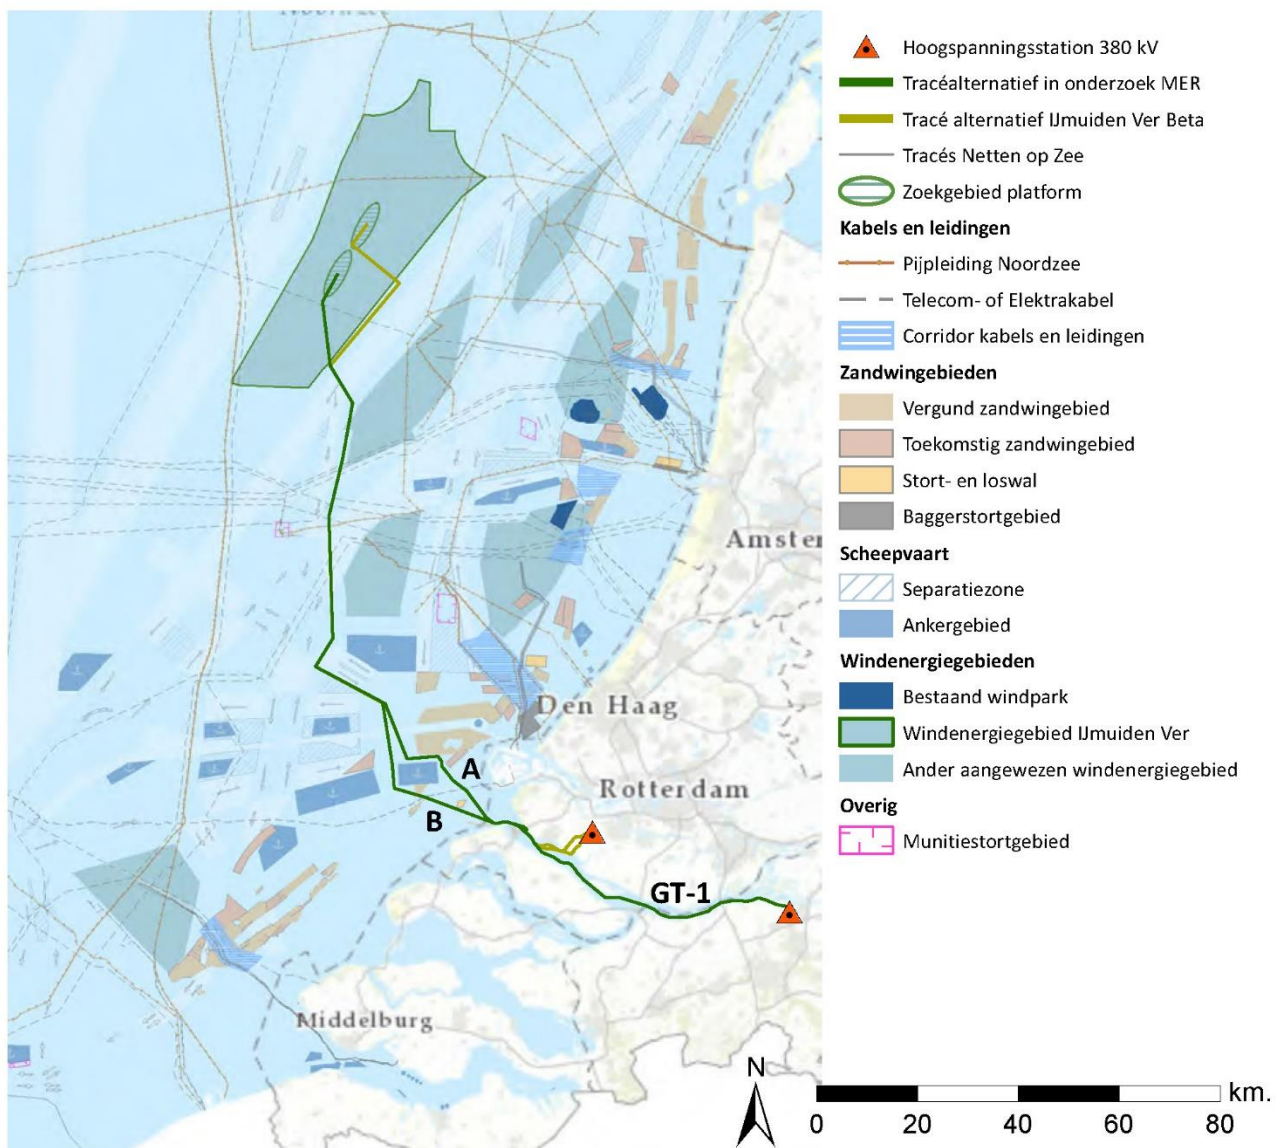 Noordzee
Amster
Den Haag
Rotterdam
A
B
GT-1
Middelburg
Hoogspanningsstation 380 kV
Tracéalternatief in onderzoek MER
Tracé alternatief IJmuiden Ver Beta
Tracés Netten op Zee
Zoekgebied platform
Kabels en leidingen
Pijpleiding Noordzee
Telecom- of Elektrakabel
Corridor kabels en leidingen
Zandwingebieden
Vergund zandwingebied
Toekomstig zandwingebied
Stort- en loswal
Baggerstortgebied
Scheepvaart
Separatiezone
Ankergebied
Windenergiegebieden
Bestaand windpark
Windenergiegebied IJmuiden Ver
Ander aangewezen windenergiegebied
Overig
Munitiestortgebied
N
km.
0 20 40 60 80